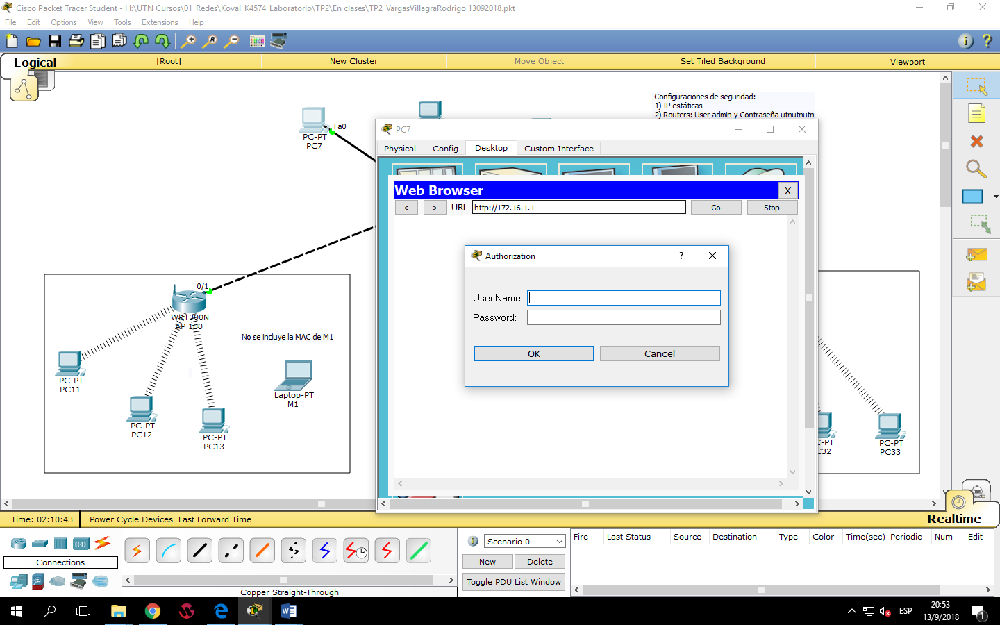 Cisco Packet Tracer Student - H:\UTN Cursos\01_Redes\Koval_K4574_Laboratorio\TP2\En clases\TP2_VargasVillagraRodrigo 13092018.pkt
File Edit Options View Tools Extensions Help
Logical [Root] New Cluster Move Object Set Tiled Background Viewport
Configuraciones de seguridad:
1) IP estáticas
2) Routers: User admin y Contraseña utnutnutn
Fa0
PC-PT
PC7
PC7
Physical Config Desktop Custom Interface
Web Browser X
< > URL http://172.16.1.1 Go Stop
Authorization ?
User Name:
Password:
OK Cancel
0/1
WRT300N
AP 100
No se incluye la MAC de M1
PC-PT
PC11
Laptop-PT
M1
PC-PT
PC12
PC-PT
PC13
C-PT
C32
PC-PT
PC33
Time: 02:10:43 Power Cycle Devices Fast Forward Time Realtime
Connections
Copper Straight-Through
Scenario 0
New Delete
Toggle PDU List Window
Fire Last Status Source Destination Type Color Time(sec) Periodic Num Edit
ESP
20:53
13/9/2018
1